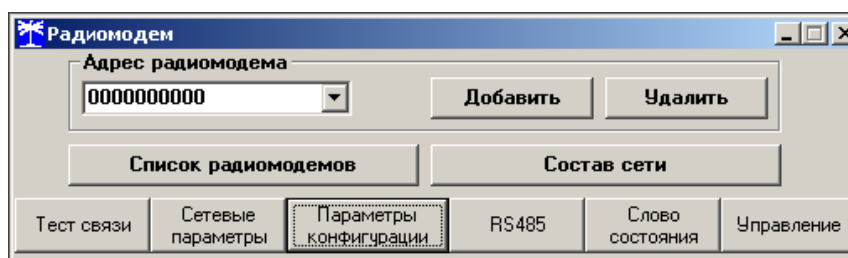 Радиомодем
Адрес радиомодема
0000000000
Добавить
Удалить
Список радиомодемов
Состав сети
Тест связи
Сетевые
параметры
Параметры
конфигурации
RS485
Слово
состояния
Управление